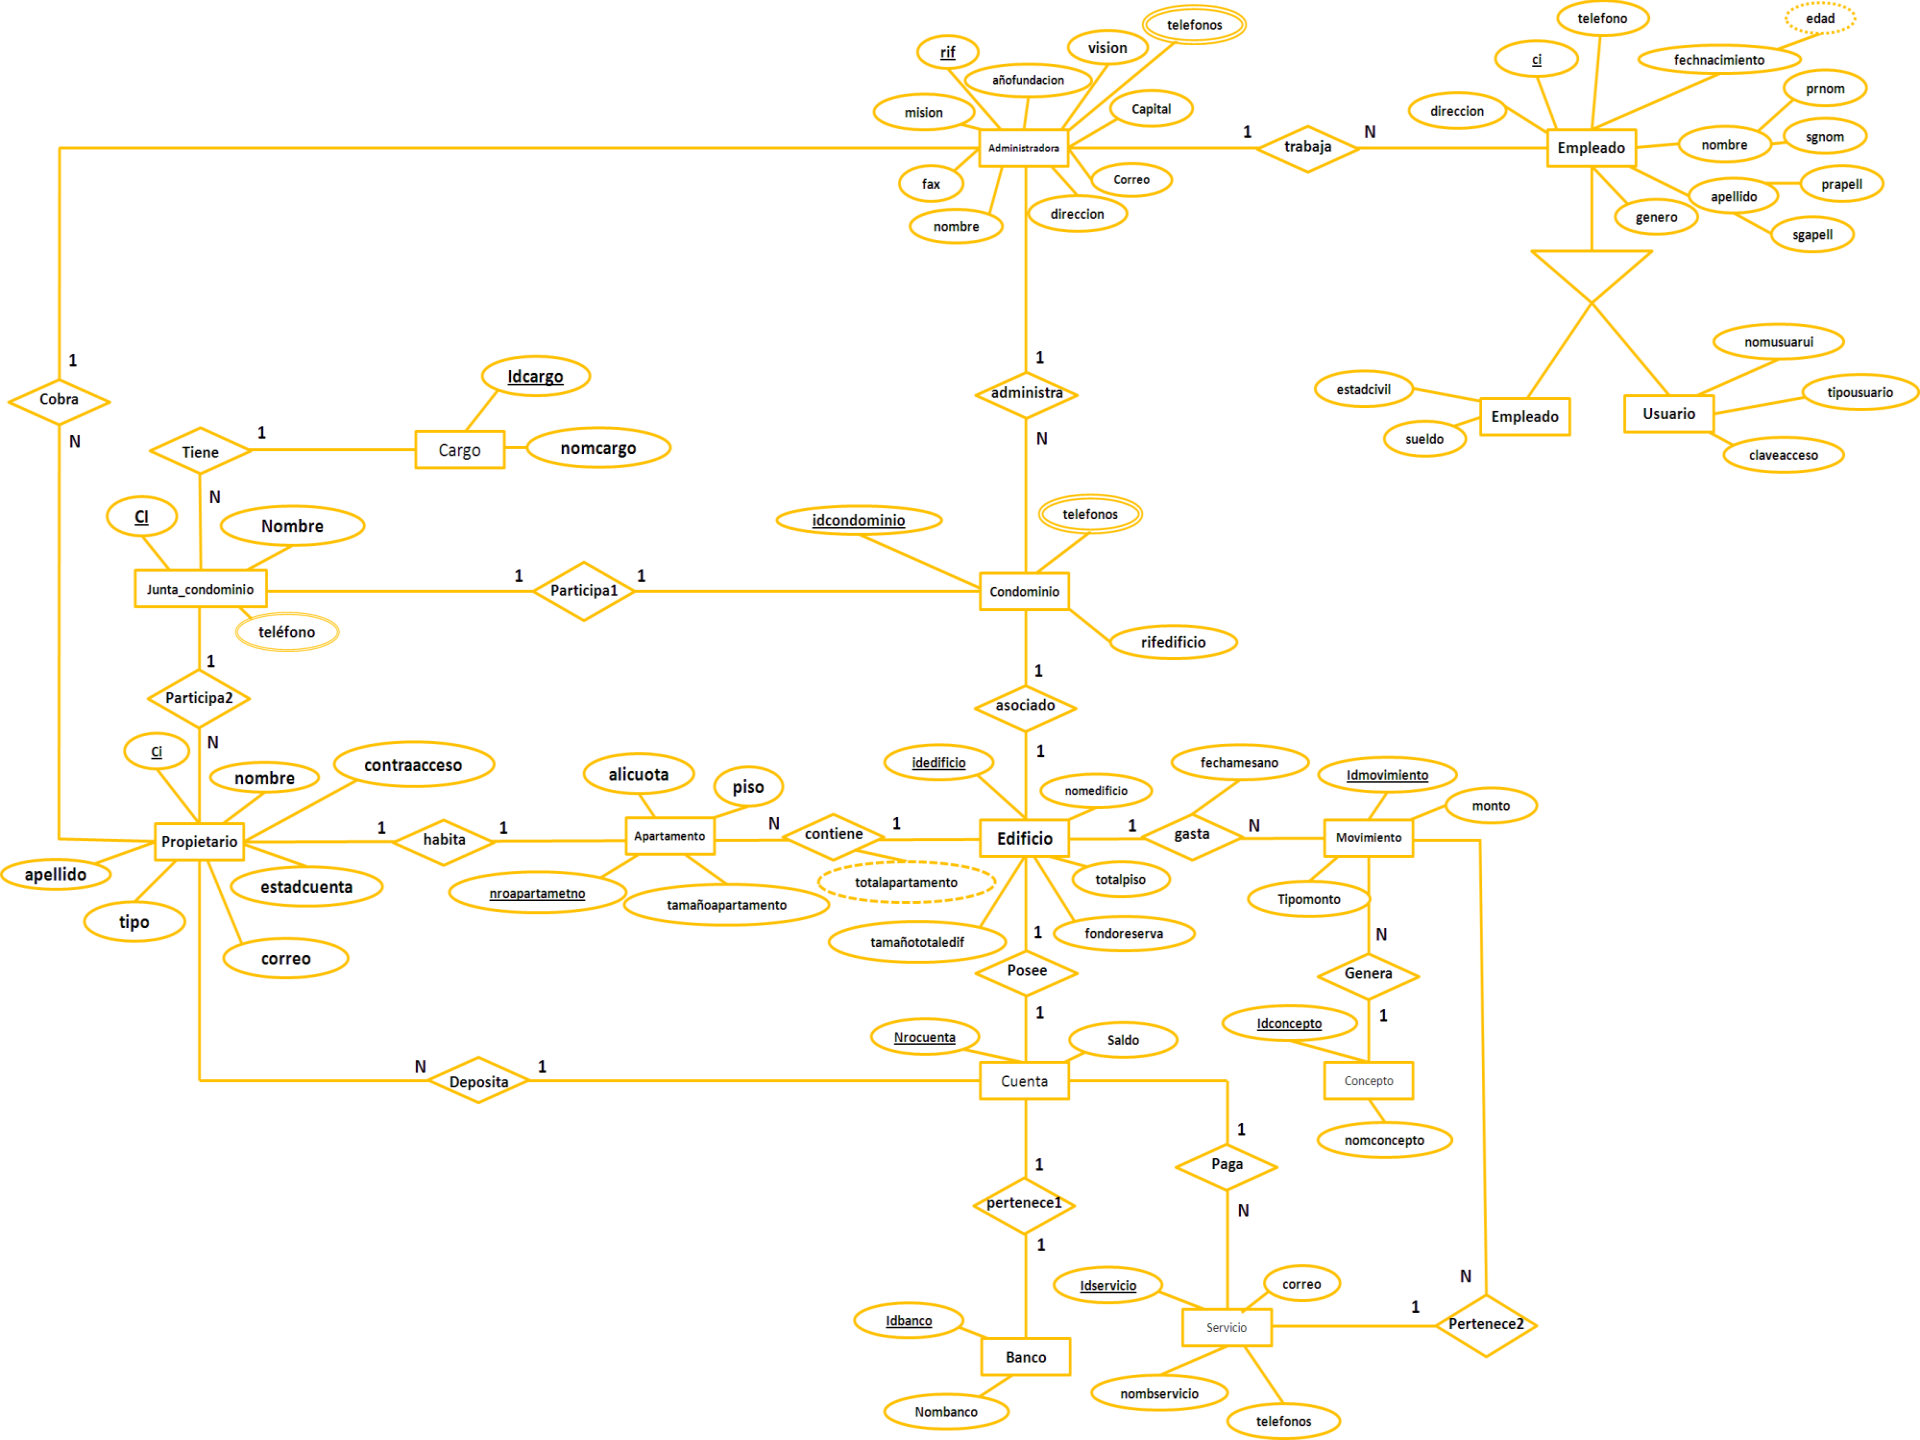 telefonos
telefono
edad
rif
vision
ci
fechnacimiento
añofundacion
prnom
mision
Capital
direccion
1
N
sgnom
Administradora
trabaja
Empleado
nombre
fax
Correo
prapell
apellido
nombre
direccion
genero
sgapell
1
1
nomusuarui
Idcargo
administra
estadcivil
tipousuario
Cobra
Empleado
Usuario
N
1
N
sueldo
Tiene
Cargo
nomcargo
claveacceso
N
CI
Nombre
idcondominio
telefonos
1
1
Junta_condominio
Participa1
Condominio
teléfono
rifedificio
1
1
Participa2
asociado
N
Ci
1
nombre
contraacceso
alicuota
piso
idedificio
fechamesano
Idmovimiento
nomedificio
monto
1
1
N
1
1
N
Propietario
habita
Apartamento
contiene
Edificio
gasta
Movimiento
apellido
estadcuenta
nroapartametno
totalapartamento
totalpiso
tamañoapartamento
Tipomonto
tipo
1
fondoreserva
N
correo
tamañototaledif
Posee
Genera
1
1
Nrocuenta
Saldo
Idconcepto
N
1
Deposita
Cuenta
Concepto
1
nomconcepto
1
Paga
pertenece1
N
1
Idservicio
correo
N
Idbanco
1
Servicio
Pertenece2
Banco
nombservicio
Nombanco
telefonos